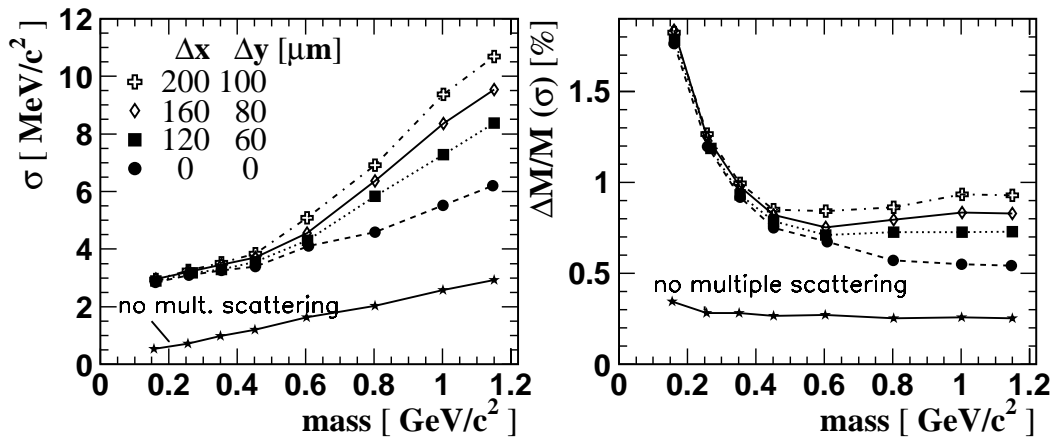 σ [ MeV/c² ]
12
10
8
6
4
2
0
Δx Δy [μm]
200 100
160 80
120 60
0 0
no mult. scattering
0 0.2 0.4 0.6 0.8 1 1.2
mass [ GeV/c² ]
ΔM/M (σ) [%]
1.5
1
0.5
0
no multiple scattering
0 0.2 0.4 0.6 0.8 1 1.2
mass [ GeV/c² ]